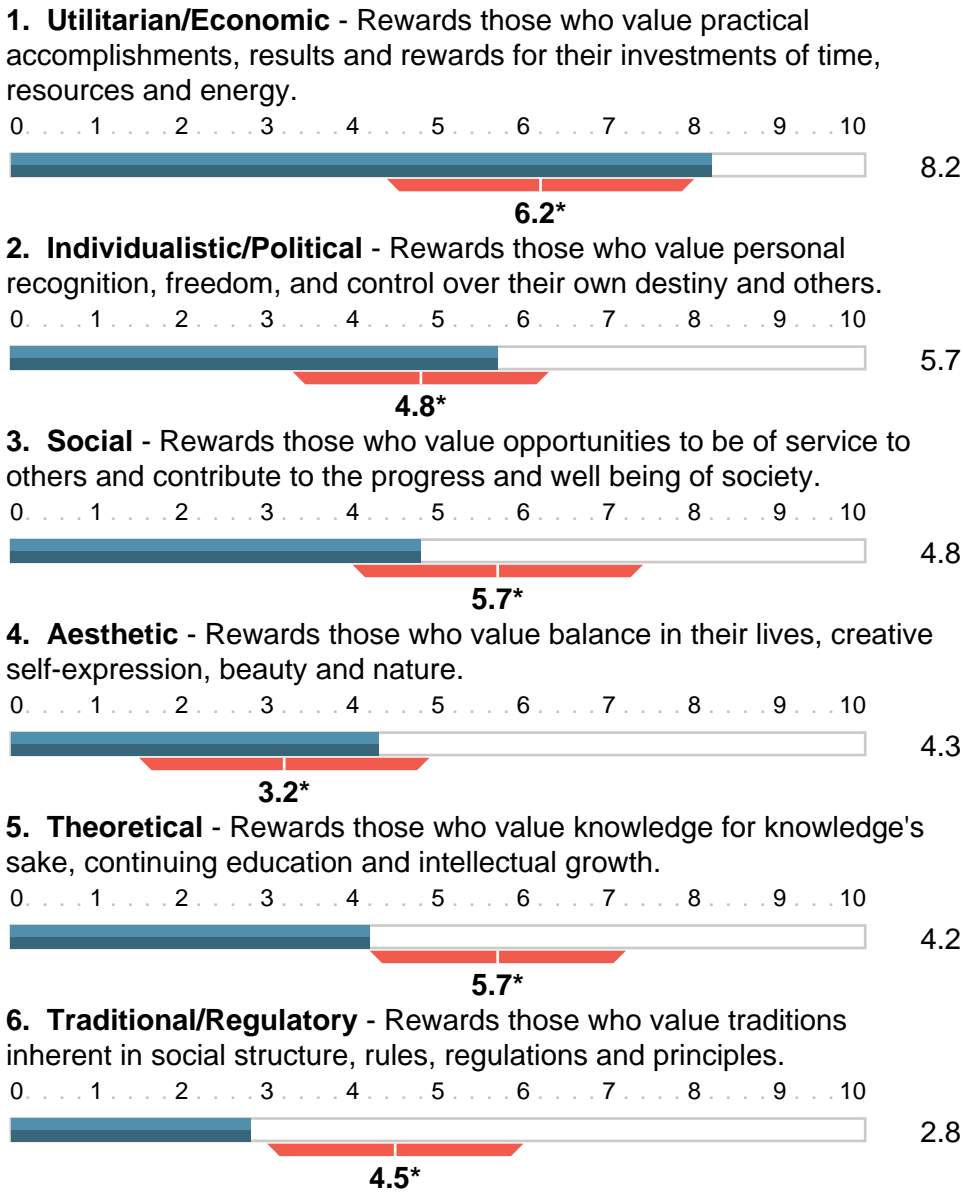 1. Utilitarian/Economic - Rewards those who value practical
accomplishments, results and rewards for their investments of time,
resources and energy.
0. . . . 1 . . . . 2 . . . . 3 . . . . 4 . . . . 5 . . . . 6 . . . . 7 . . . . 8 . . . . 9 . . . 10
8.2
6.2*
2. Individualistic/Political - Rewards those who value personal
recognition, freedom, and control over their own destiny and others.
0. . . . 1 . . . . 2 . . . . 3 . . . . 4 . . . . 5 . . . . 6 . . . . 7 . . . . 8 . . . . 9 . . . 10
5.7
4.8*
3. Social - Rewards those who value opportunities to be of service to
others and contribute to the progress and well being of society.
0. . . . 1 . . . . 2 . . . . 3 . . . . 4 . . . . 5 . . . . 6 . . . . 7 . . . . 8 . . . . 9 . . . 10
4.8
5.7*
4. Aesthetic - Rewards those who value balance in their lives, creative
self-expression, beauty and nature.
0. . . . 1 . . . . 2 . . . . 3 . . . . 4 . . . . 5 . . . . 6 . . . . 7 . . . . 8 . . . . 9 . . . 10
4.3
3.2*
5. Theoretical - Rewards those who value knowledge for knowledge's
sake, continuing education and intellectual growth.
0. . . . 1 . . . . 2 . . . . 3 . . . . 4 . . . . 5 . . . . 6 . . . . 7 . . . . 8 . . . . 9 . . . 10
4.2
5.7*
6. Traditional/Regulatory - Rewards those who value traditions
inherent in social structure, rules, regulations and principles.
0. . . . 1 . . . . 2 . . . . 3 . . . . 4 . . . . 5 . . . . 6 . . . . 7 . . . . 8 . . . . 9 . . . 10
2.8
4.5*